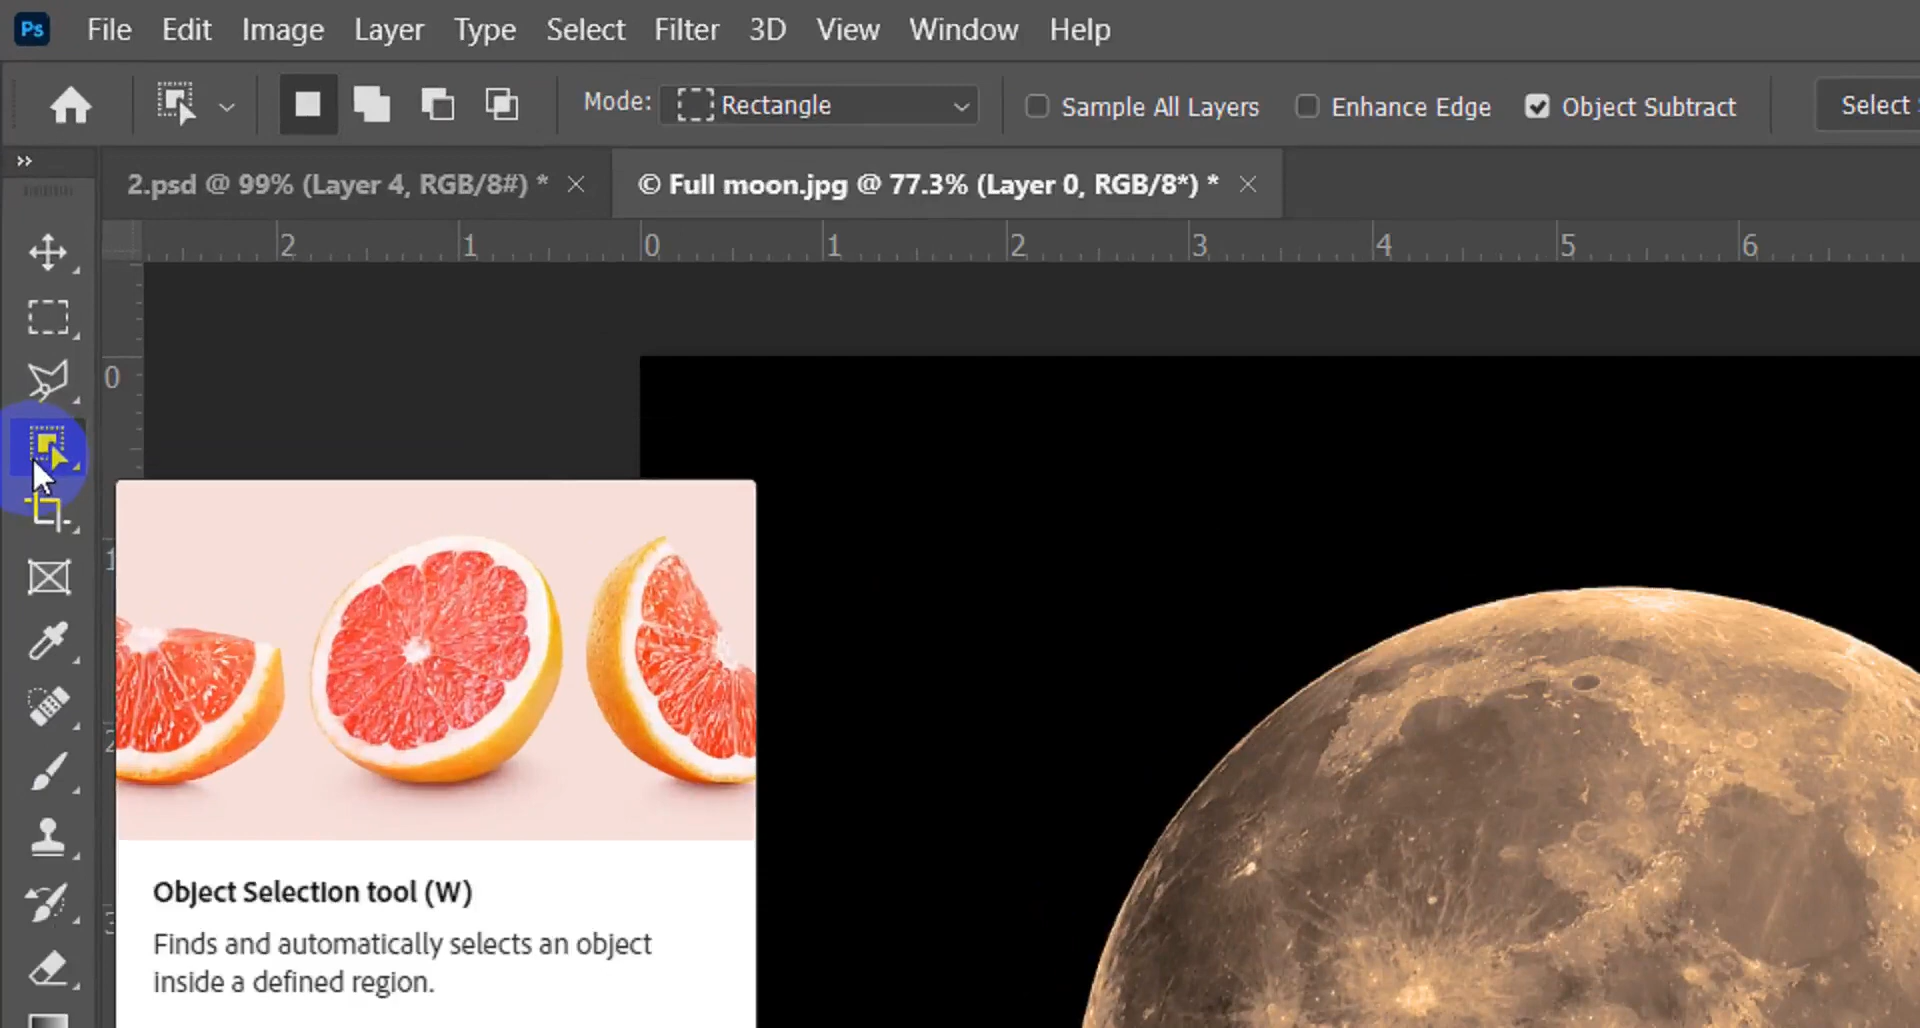 Ps File Edit Image Layer Type Select Filter 3D View Window Help
Mode: Rectangle Sample All Layers Enhance Edge Object Subtract Select
2.psd @ 99% (Layer 4, RGB/8#) * × © Full moon.jpg @ 77.3% (Layer 0, RGB/8*) * ×
2 1 0 1 2 3 4 5 6
0
1
2
3
Object Selection tool (W)
Finds and automatically selects an object
inside a defined region.